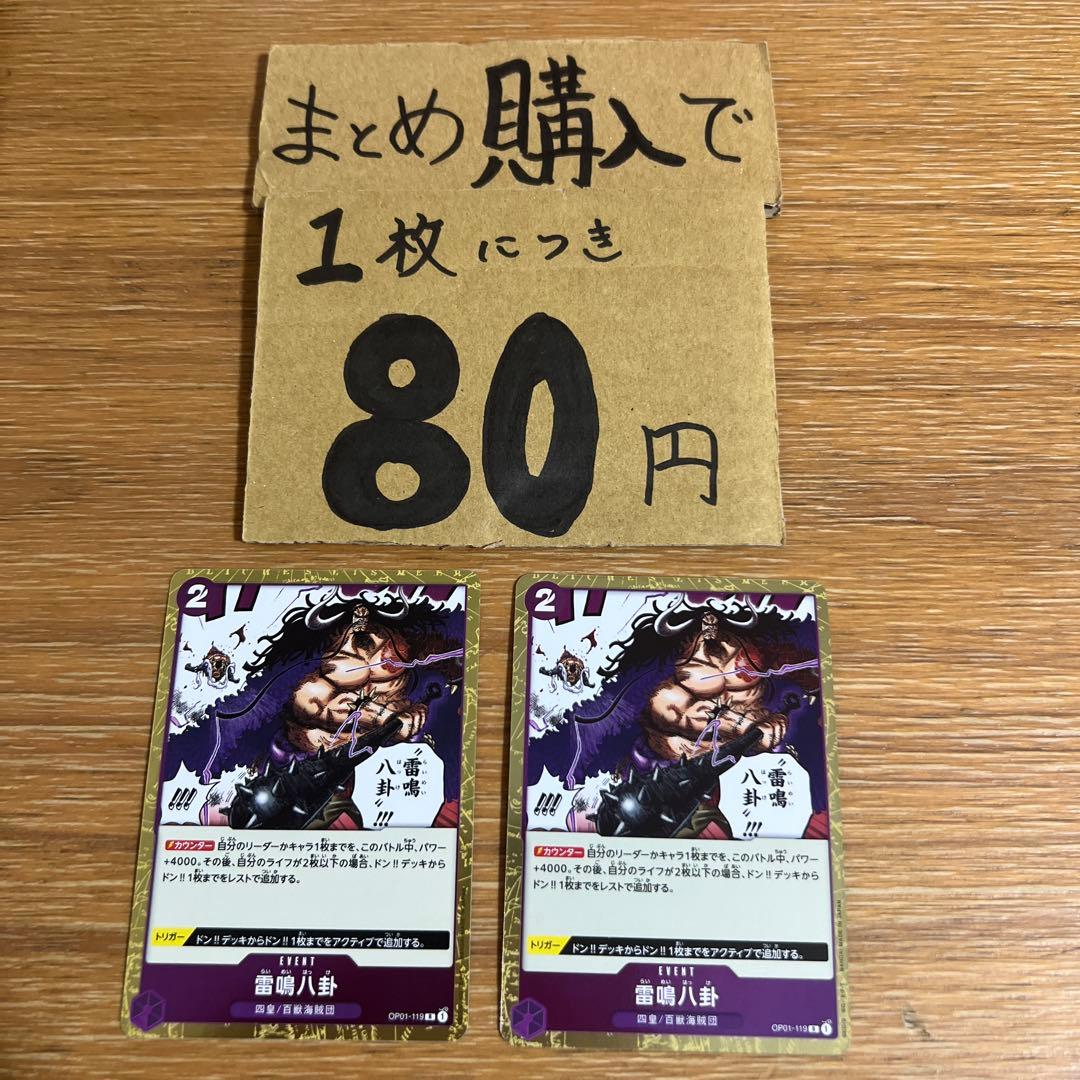 まとめ購入で
1枚につき
80円
2
"雷鳴
八卦"!!!
!!!
カウンター 自分のリーダーかキャラ1枚までを、このバトル中、パワー
+4000。その後、自分のライフが2枚以下の場合、ドン!!デッキから
ドン!!1枚までをレストで追加する。
トリガー ドン!!デッキからドン!!1枚までをアクティブで追加する。
EVENT
雷鳴八卦
四皇/百獣海賊団
OP01-119 R 1
2
"雷鳴
八卦"!!!
!!!
カウンター 自分のリーダーかキャラ1枚までを、このバトル中、パワー
+4000。その後、自分のライフが2枚以下の場合、ドン!!デッキから
ドン!!1枚までをレストで追加する。
トリガー ドン!!デッキからドン!!1枚までをアクティブで追加する。
EVENT
雷鳴八卦
四皇/百獣海賊団
OP01-119 R 1